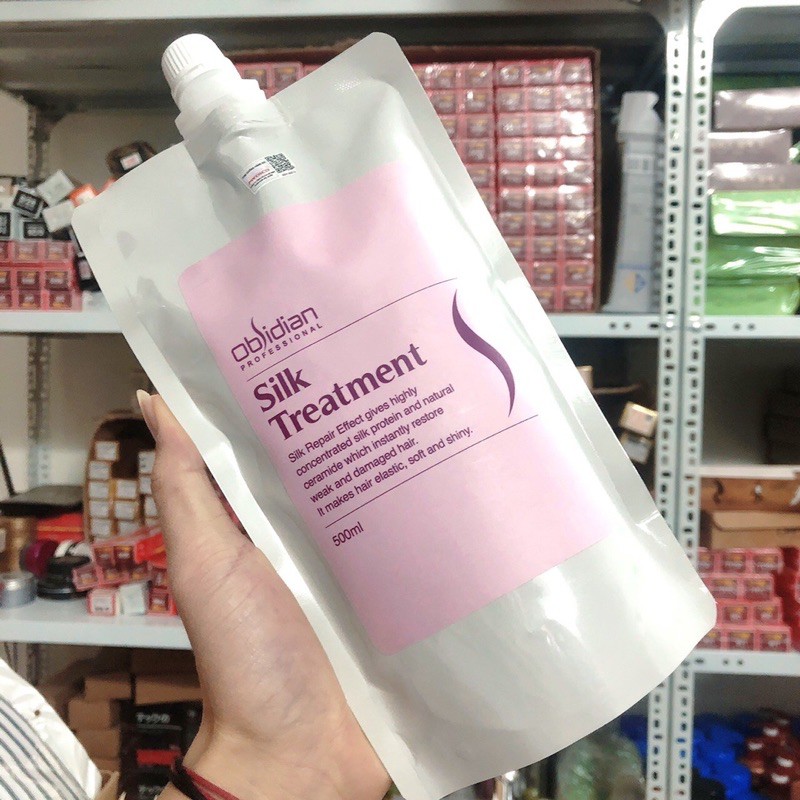 Obsidian
PROFESSIONAL
Silk
Treatment
Silk Repair Effect gives highly
concentrated silk protein and natural
ceramide which instantly restore
weak and damaged hair.
It makes hair elastic, soft and shiny.
500ml